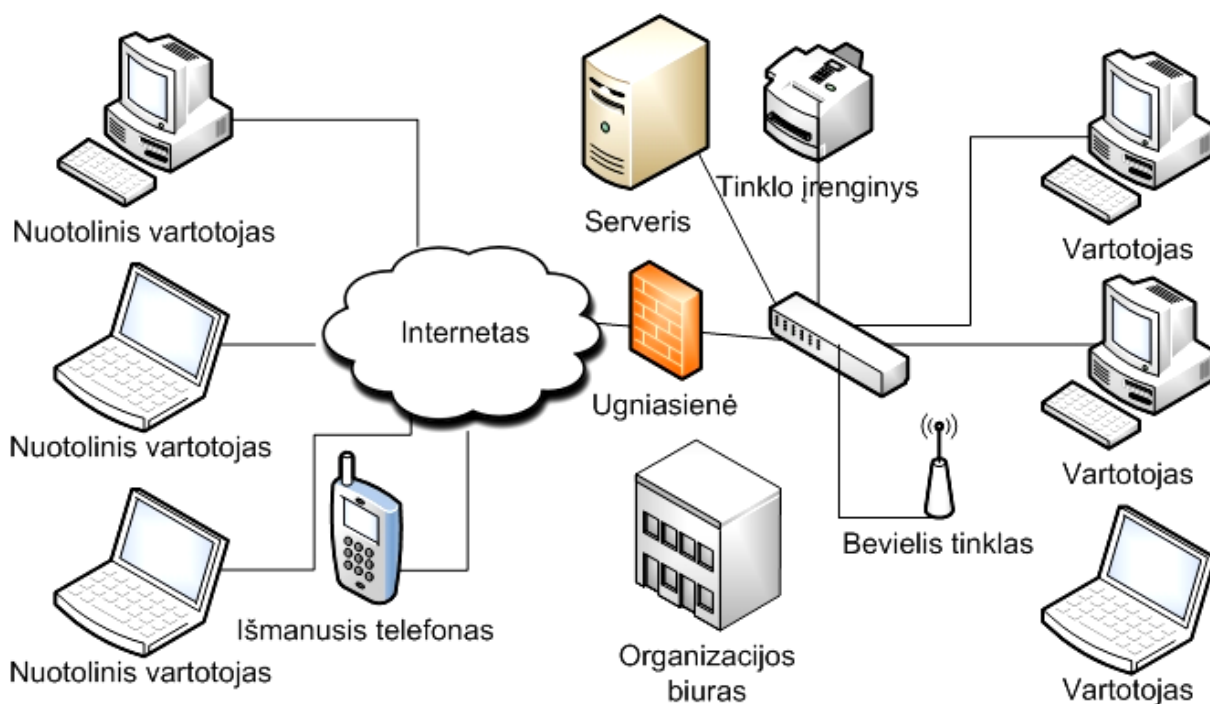 Nuotolinis vartotojas
Serveris
Tinklo įrenginys
Vartotojas
Internetas
Ugniasienė
Nuotolinis vartotojas
Vartotojas
Bevielis tinklas
Išmanusis telefonas
Nuotolinis vartotojas
Organizacijos
biuras
Vartotojas